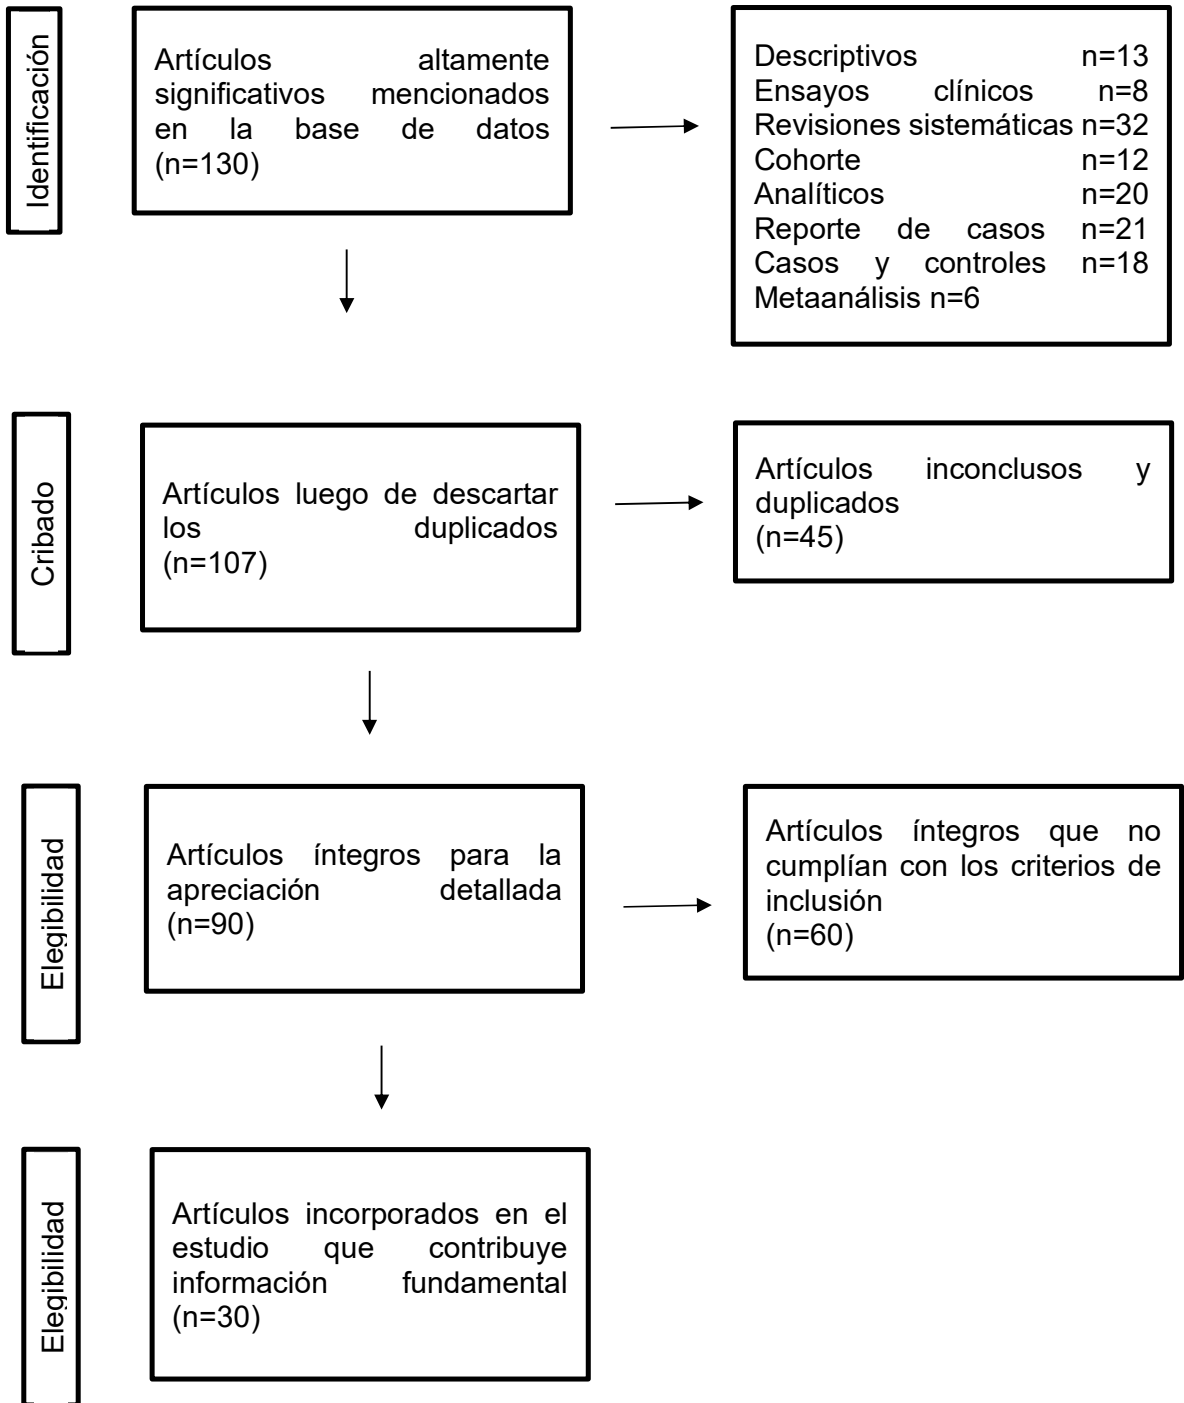 Identificación
Artículos altamente
significativos mencionados
en la base de datos
(n=130)
Descriptivos n=13
Ensayos clínicos n=8
Revisiones sistemáticas n=32
Cohorte n=12
Analíticos n=20
Reporte de casos n=21
Casos y controles n=18
Metaanálisis n=6
Cribado
Artículos luego de descartar
los duplicados
(n=107)
Artículos inconclusos y
duplicados
(n=45)
Elegibilidad
Artículos íntegros para la
apreciación detallada
(n=90)
Artículos íntegros que no
cumplían con los criterios de
inclusión
(n=60)
Elegibilidad
Artículos incorporados en el
estudio que contribuye
información fundamental
(n=30)